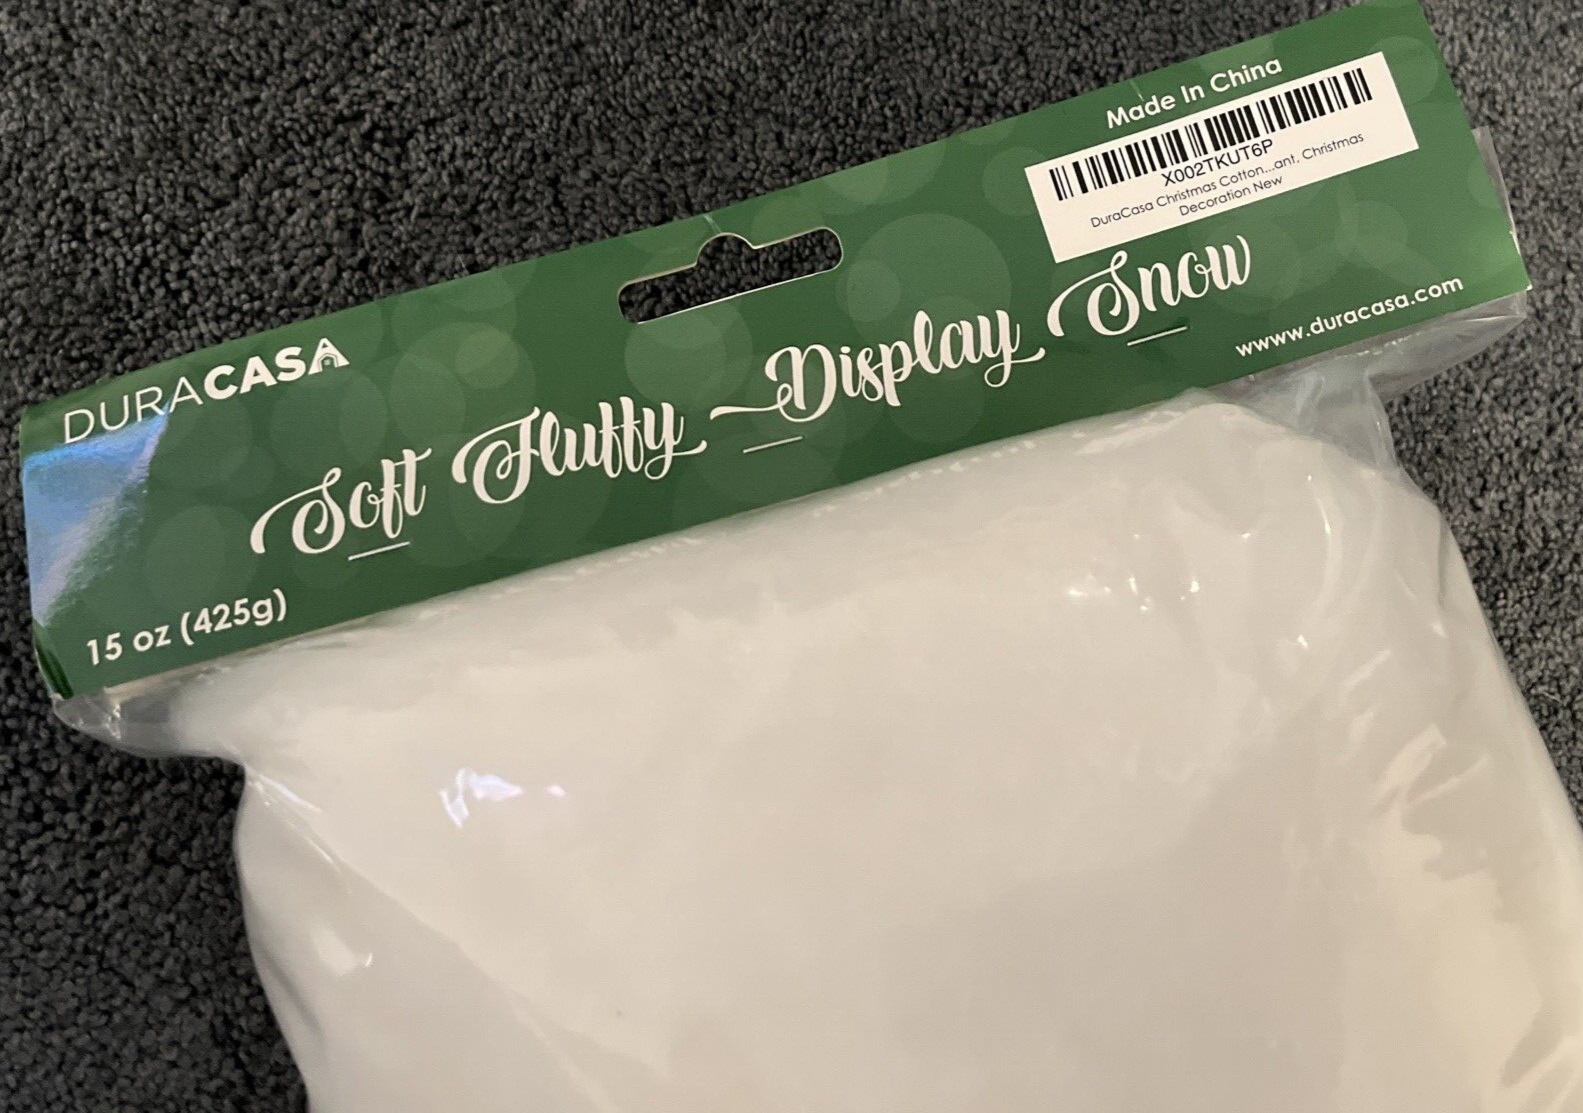 Made In China
X002TKUT6P
DuraCasa Christmas Cotton...ant, Christmas
Decoration New
DURACASA
Soft Fluffy Display Snow
www.duracasa.com
15 oz (425g)